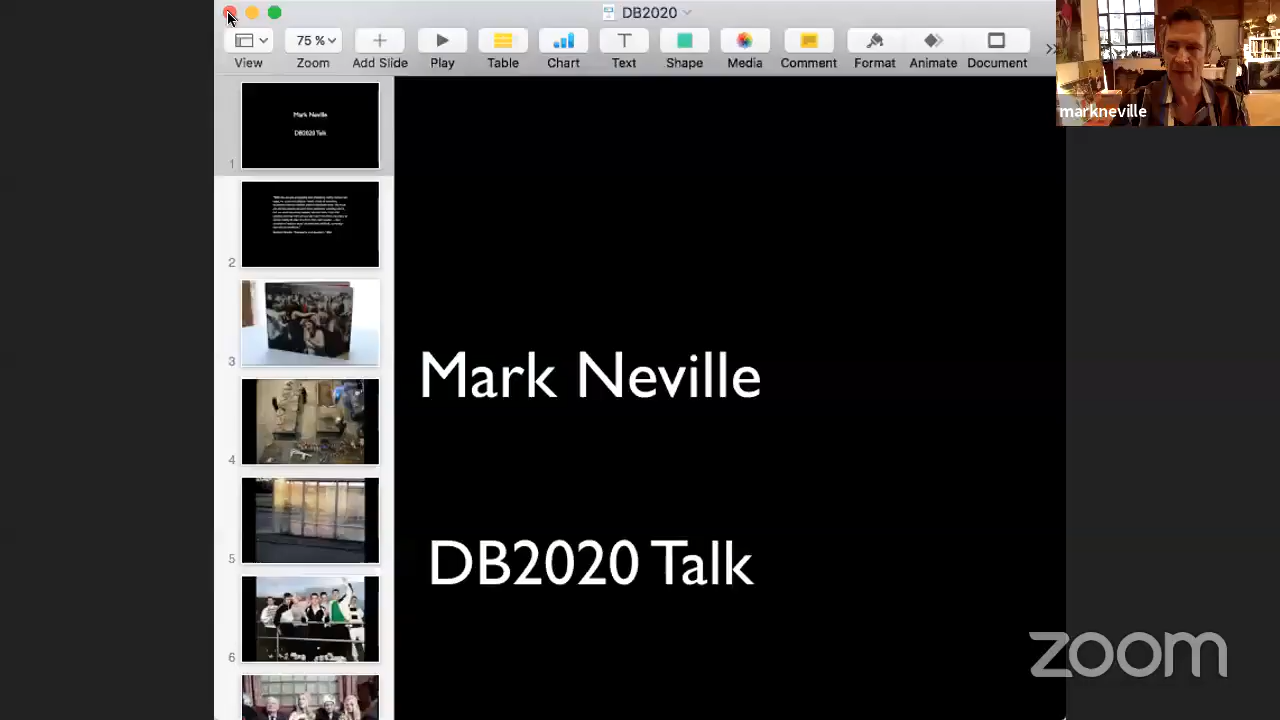 DB2020
75 %
View
Zoom
Add Slide
Play
Table
Chart
Text
Shape
Media
Comment
Format
Animate
Document
markneville
Mark Neville
DB2020 Talk
1
2
3
4
5
6
Mark Neville
DB2020 Talk
zoom